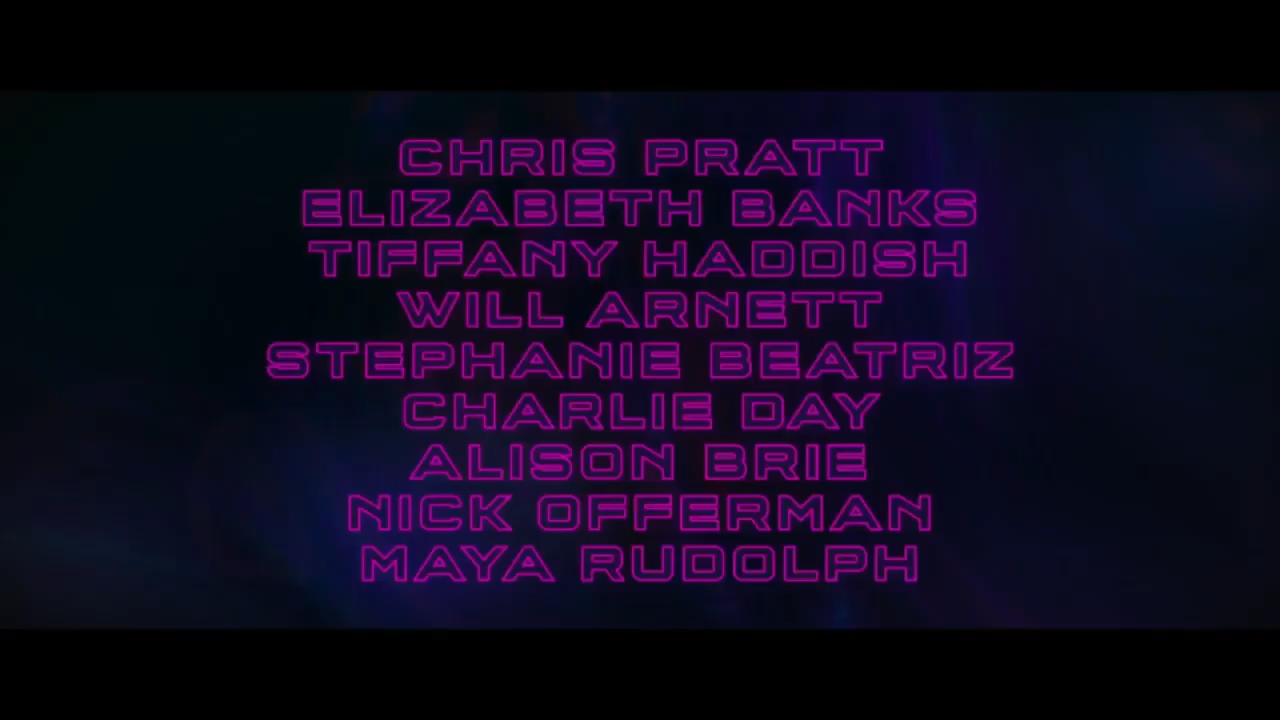 CHRIS PRATT
ELIZABETH BANKS
TIFFANY HADDISH
WILL ARNETT
STEPHANIE BEATRIZ
CHARLIE DAY
ALISON BRIE
NICK OFFERMAN
MAYA RUDOLPH